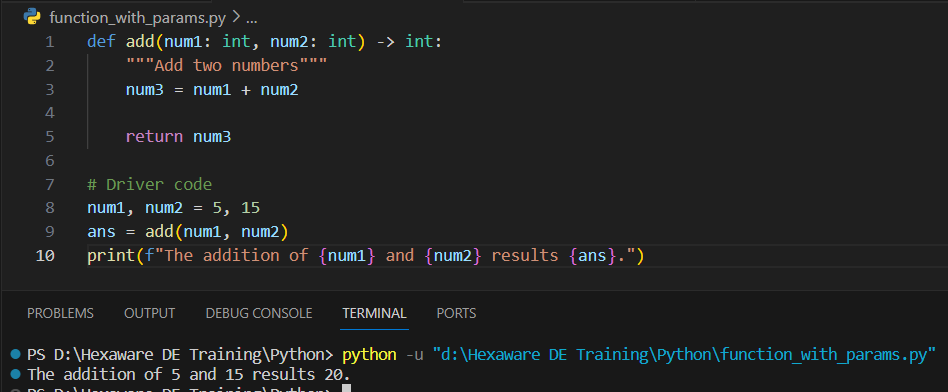 function_with_params.py > ...
1 def add(num1: int, num2: int) -> int:
2     """Add two numbers"""
3     num3 = num1 + num2
4
5     return num3
6
7 # Driver code
8 num1, num2 = 5, 15
9 ans = add(num1, num2)
10 print(f"The addition of {num1} and {num2} results {ans}.")
PROBLEMS OUTPUT DEBUG CONSOLE TERMINAL PORTS
PS D:\Hexaware DE Training\Python> python -u "d:\Hexaware DE Training\Python\function_with_params.py"
The addition of 5 and 15 results 20.
PS D:\Hexaware DE Training\Python>